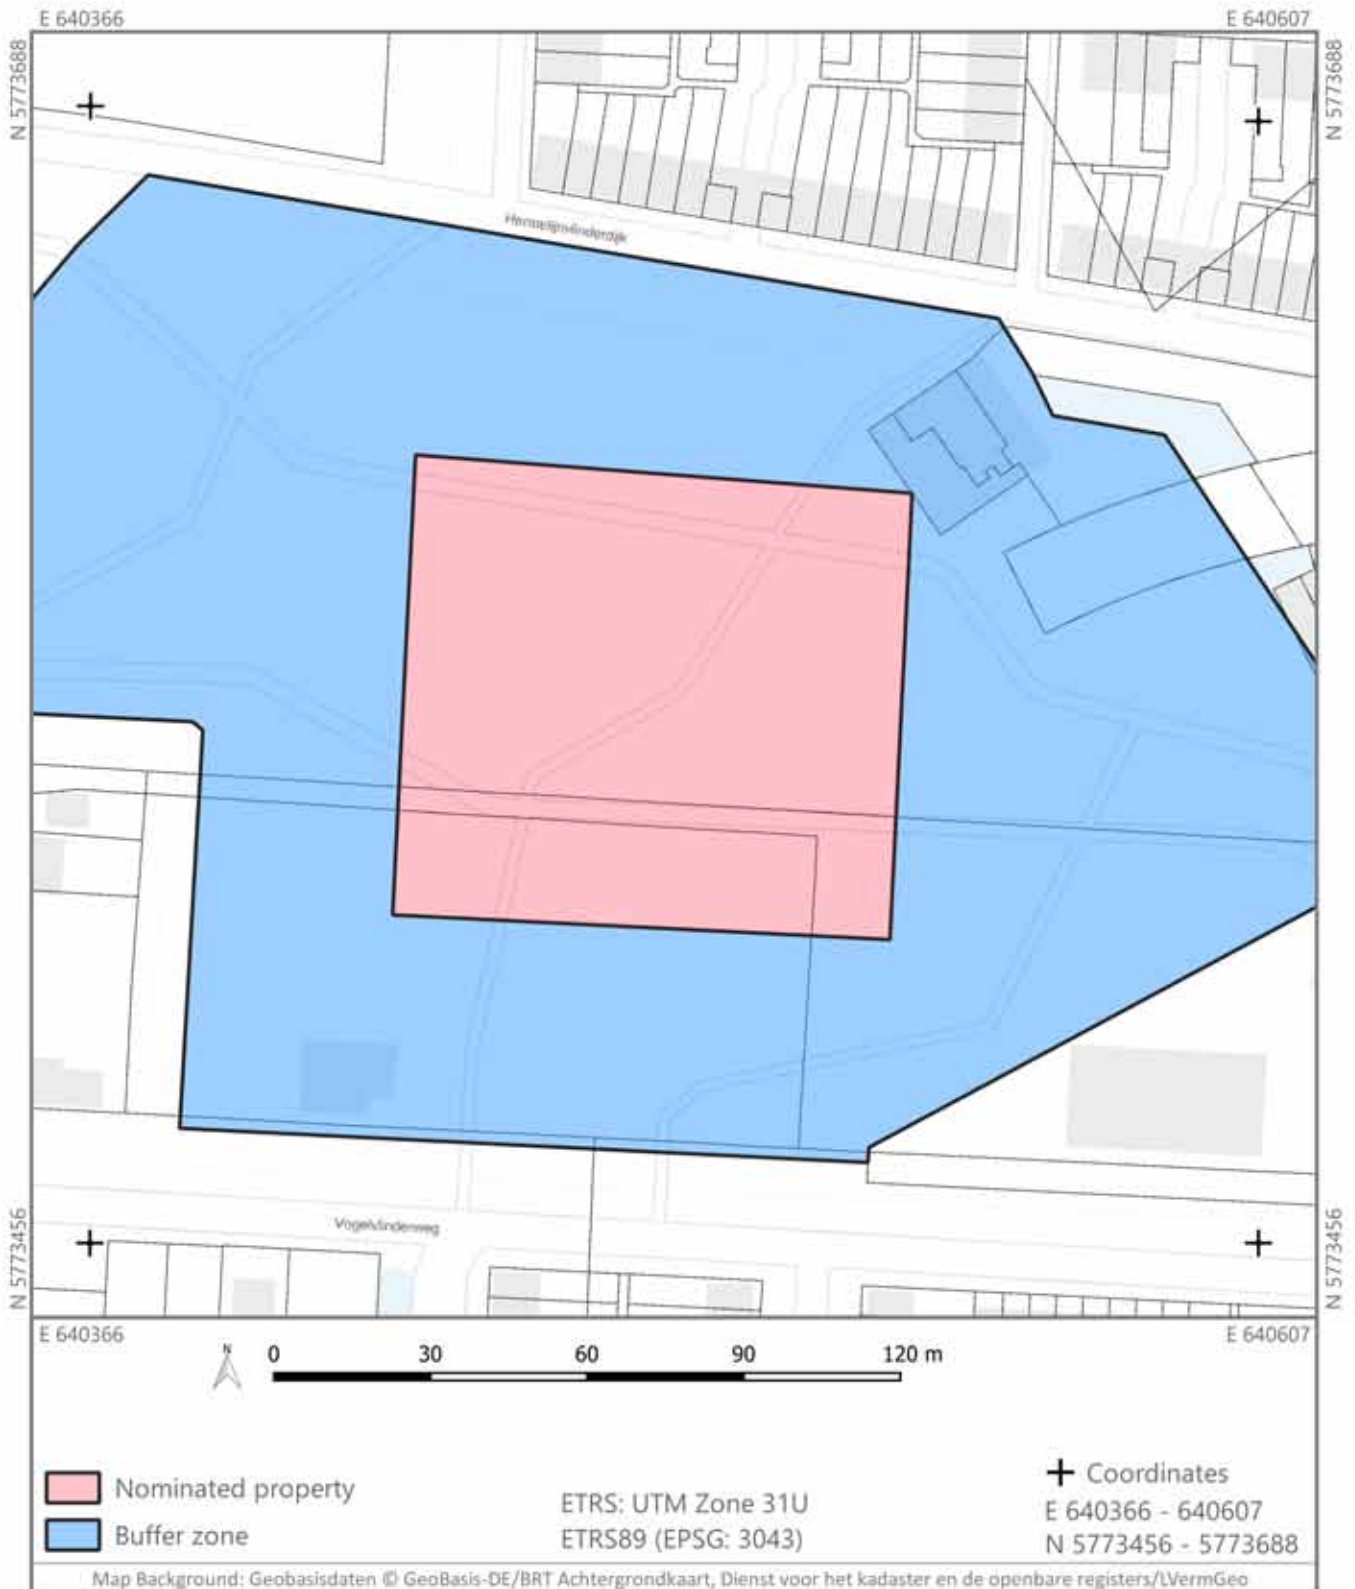 E 640366
E 640607
N 5773688
N 5773688
Vogelvlinderweg
N 5773456
N 5773456
E 640366
E 640607
N
0 30 60 90 120 m
Nominated property
Buffer zone
ETRS: UTM Zone 31U
ETRS89 (EPSG: 3043)
Coordinates
E 640366 - 640607
N 5773456 - 5773688
Map Background: Geobasisdaten © GeoBasis-DE/BRT Achtergrondkaart, Dienst voor het kadaster en de openbare registers/LVermGeo